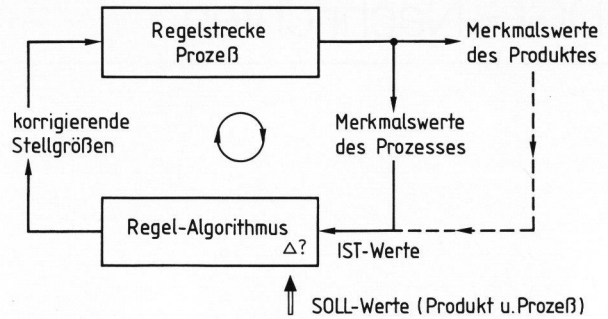 Regelstrecke
Prozeß
Merkmalswerte
des Produktes
korrigierende
Stellgrößen
Merkmalswerte
des Prozesses
Regel-Algorithmus
△?
IST-Werte
SOLL-Werte (Produkt u. Prozeß)